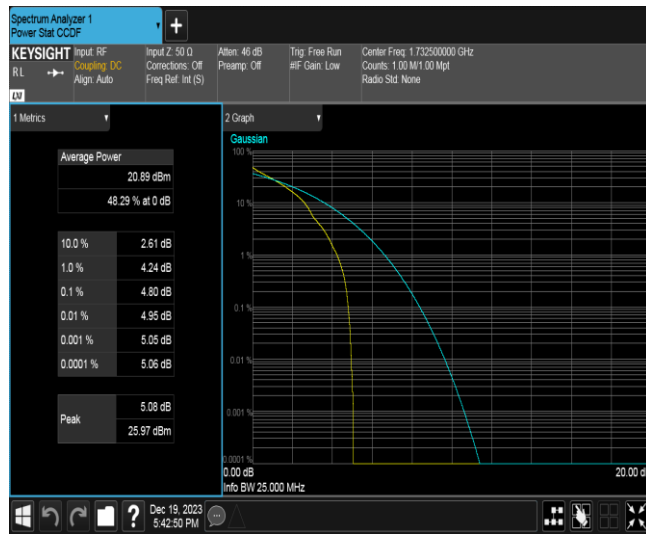 Spectrum Analyzer 1
Power Stat CCDF
+
KEYSIGHT
RL
LXI
Input: RF
Coupling: DC
Align: Auto
Input Z: 50 Ω
Corrections: Off
Freq Ref: Int (S)
Atten: 46 dB
Preamp: Off
Trig: Free Run
#IF Gain: Low
Center Freq: 1.732500000 GHz
Counts: 1.00 M/1.00 Mpt
Radio Std: None
1 Metrics
Average Power
20.89 dBm
48.29 % at 0 dB
10.0 % 2.61 dB
1.0 % 4.24 dB
0.1 % 4.80 dB
0.01 % 4.95 dB
0.001 % 5.05 dB
0.0001 % 5.06 dB
Peak
5.08 dB
25.97 dBm
2 Graph
Gaussian
100 %
10 %
1 %
0.1 %
0.01 %
0.001 %
0.0001 %
0.00 dB
20.00 d
Info BW 25.000 MHz
?
Dec 19, 2023
5:42:50 PM